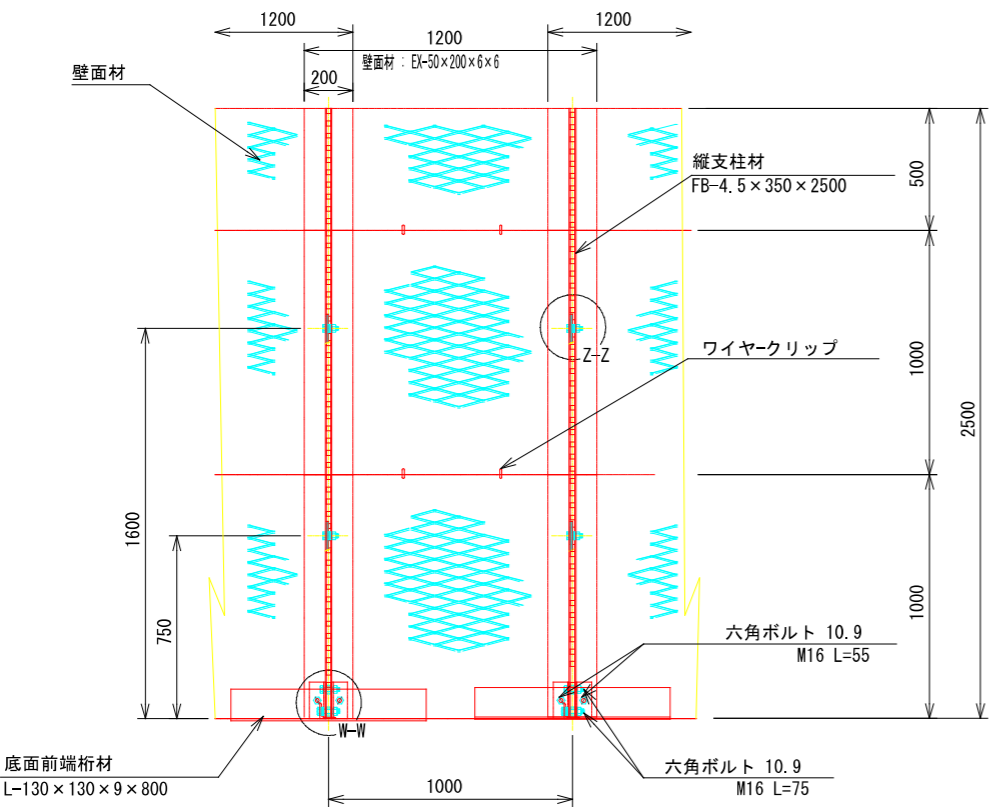 1200
1200
1200
壁面材 : EX-50×200×6×6
壁面材
200
縦支柱材
FB-4.5×350×2500
500
ワイヤークリップ
Z-Z
1000
2500
1600
750
1000
六角ボルト 10.9
M16 L=55
W-W
底面前端桁材
L-130×130×9×800
1000
六角ボルト 10.9
M16 L=75